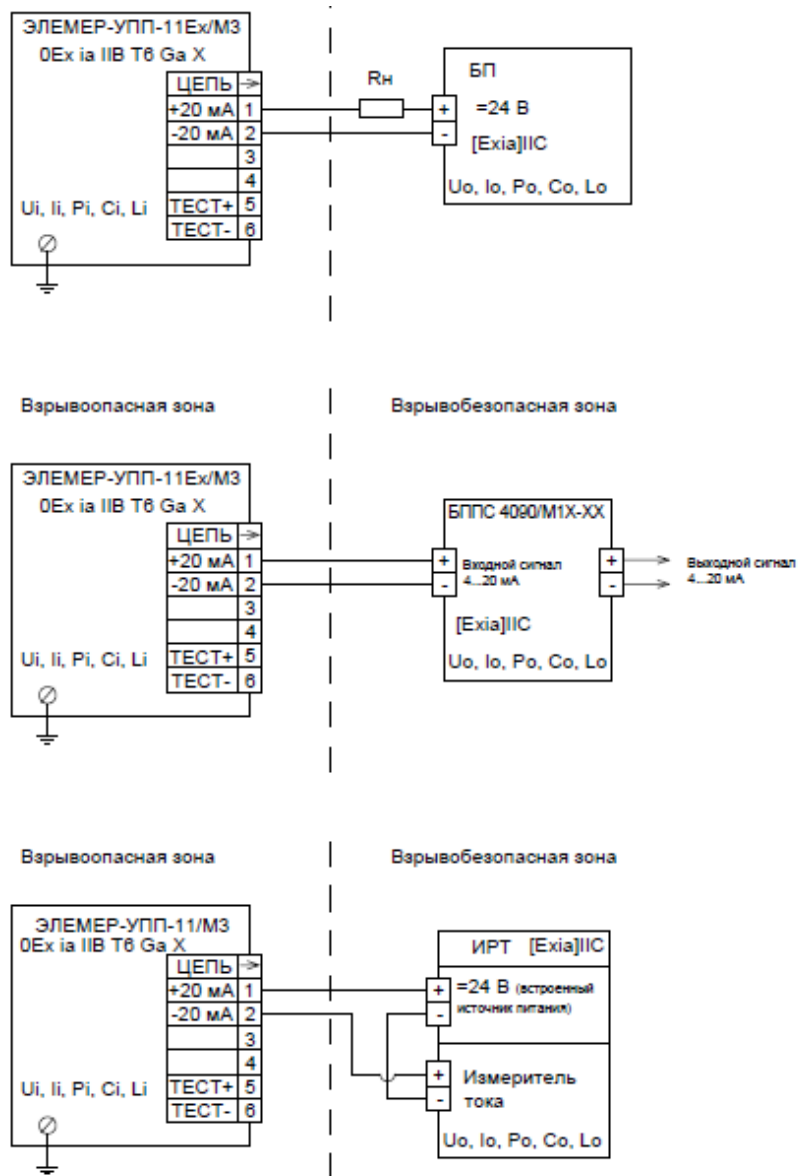 ЭЛЕМЕР-УПП-11Ex/М3
0Ex ia IIB T6 Ga X
ЦЕПЬ
+20 мА 1
-20 мА 2
3
4
ТЕСТ+ 5
ТЕСТ- 6
Ui, Ii, Pi, Ci, Li
Rн
БП
+ =24 В
-
[Exia]IIC
Uo, Io, Po, Co, Lo
Взрывоопасная зона
Взрывобезопасная зона
ЭЛЕМЕР-УПП-11Ex/М3
0Ex ia IIB T6 Ga X
ЦЕПЬ
+20 мА 1
-20 мА 2
3
4
ТЕСТ+ 5
ТЕСТ- 6
Ui, Ii, Pi, Ci, Li
БППС 4090/М1Х-ХХ
+ Входной сигнал +
- 4...20 мА -
[Exia]IIC
Uo, Io, Po, Co, Lo
Выходной сигнал
4...20 мА
Взрывоопасная зона
Взрывобезопасная зона
ЭЛЕМЕР-УПП-11/М3
0Ex ia IIB T6 Ga X
ЦЕПЬ
+20 мА 1
-20 мА 2
3
4
ТЕСТ+ 5
ТЕСТ- 6
Ui, Ii, Pi, Ci, Li
ИРТ [Exia]IIC
+ =24 В (встроенный
- источник питания)
+ Измеритель
- тока
Uo, Io, Po, Co, Lo